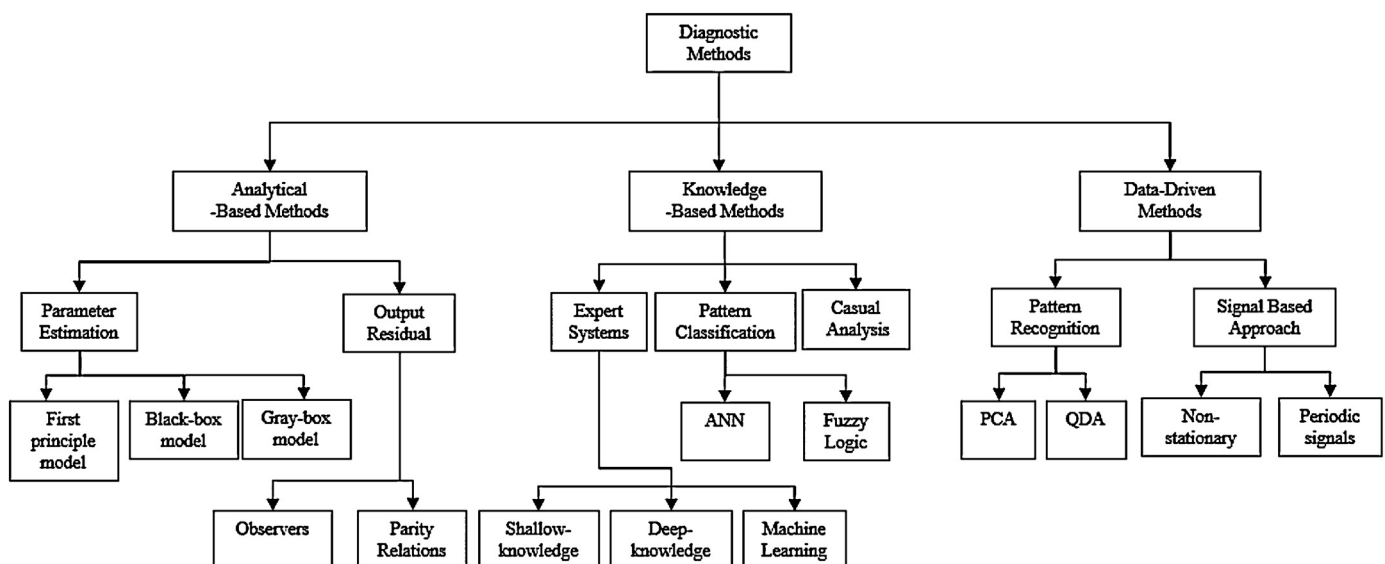 Diagnostic
Methods
Analytical
-Based Methods
Knowledge
-Based Methods
Data-Driven
Methods
Parameter
Estimation
Output
Residual
Expert
Systems
Pattern
Classification
Casual
Analysis
Pattern
Recognition
Signal Based
Approach
First
principle
model
Black-box
model
Gray-box
model
ANN
Fuzzy
Logic
PCA
QDA
Non-
stationary
Periodic
signals
Observers
Parity
Relations
Shallow-
knowledge
Deep-
knowledge
Machine
Learning